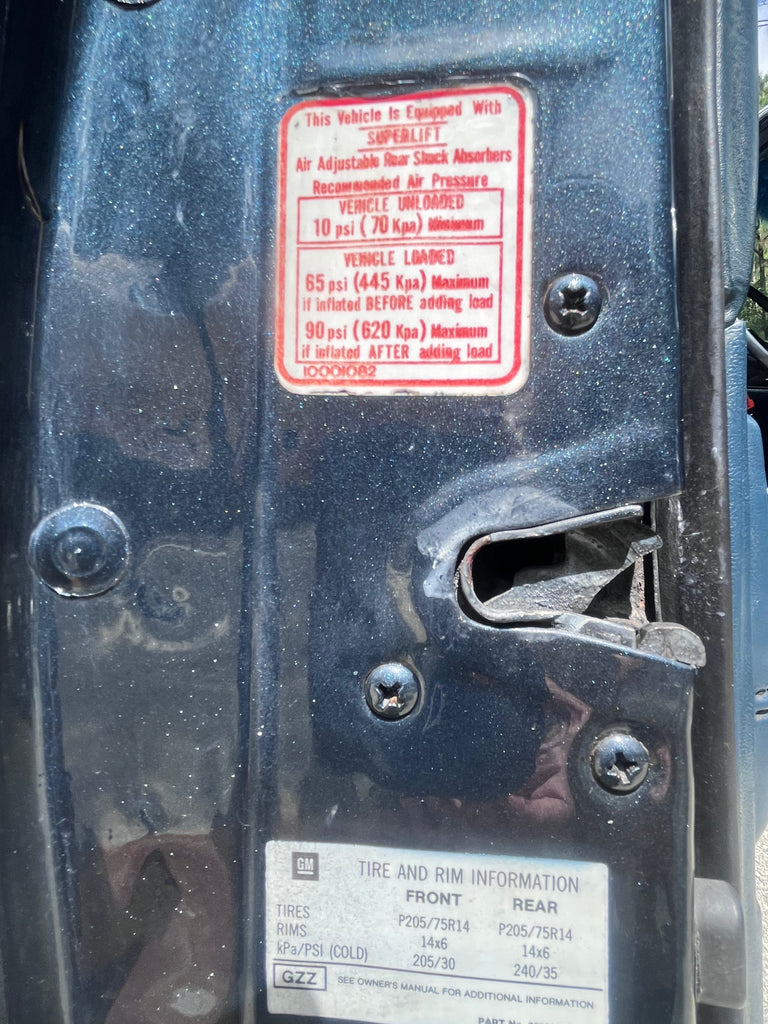 This Vehicle Is Equipped With
SUPERLIFT
Air Adjustable Rear Shock Absorbers
Recommended Air Pressure
VEHICLE UNLOADED
10 psi (70 Kpa) Minimum
VEHICLE LOADED
65 psi (445 Kpa) Maximum
if inflated BEFORE adding load
90 psi (620 Kpa) Maximum
if inflated AFTER adding load
10001082
GM TIRE AND RIM INFORMATION
FRONT REAR
TIRES P205/75R14 P205/75R14
RIMS 14x6 14x6
kPa/PSI (COLD) 205/30 240/35
GZZ SEE OWNER'S MANUAL FOR ADDITIONAL INFORMATION
PART No.